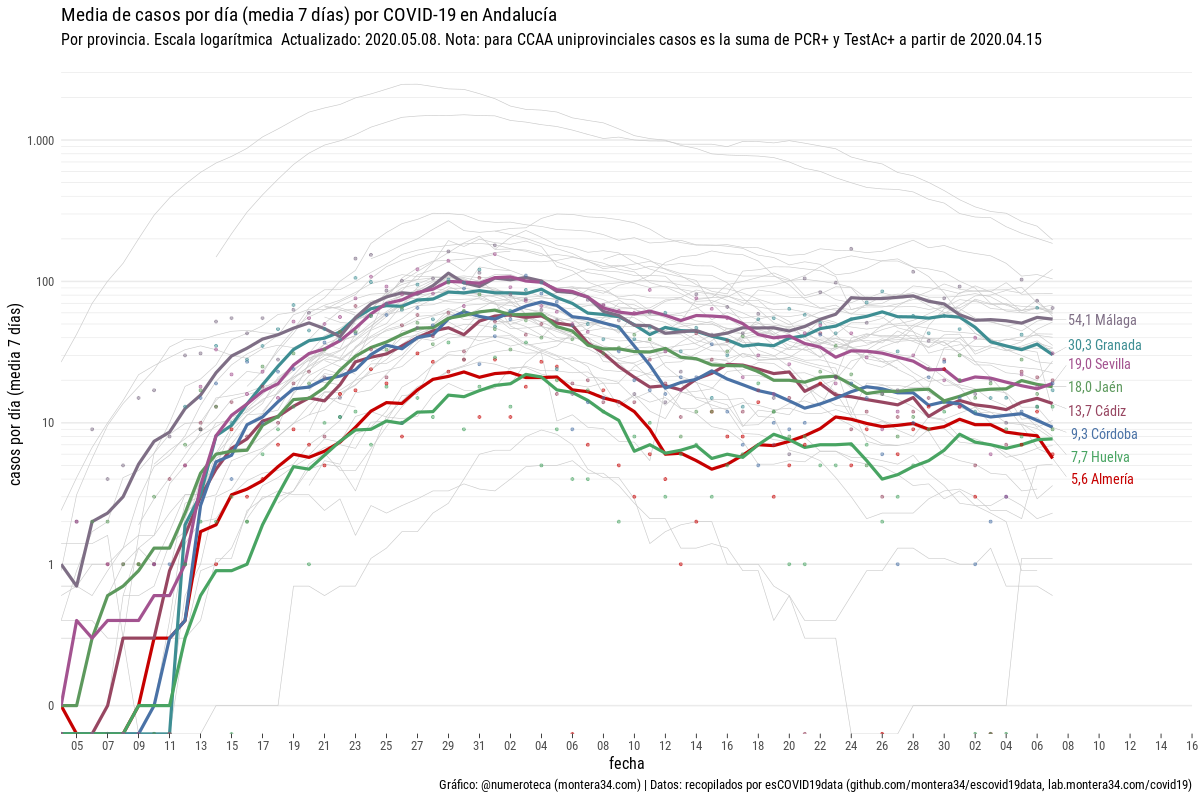 Media de casos por día (media 7 días) por COVID-19 en Andalucía
Por provincia. Escala logarítmica  Actualizado: 2020.05.08. Nota: para CCAA uniprovinciales casos es la suma de PCR+ y TestAc+ a partir de 2020.04.15
casos por día (media 7 días)
1.000
100
10
1
0
54,1 Málaga
30,3 Granada
19,0 Sevilla
18,0 Jaén
13,7 Cádiz
9,3 Córdoba
7,7 Huelva
5,6 Almería
05 07 09 11 13 15 17 19 21 23 25 27 29 31 02 04 06 08 10 12 14 16 18 20 22 24 26 28 30 02 04 06 08 10 12 14 16
fecha
Gráfico: @numeroteca (montera34.com) | Datos: recopilados por esCOVID19data (github.com/montera34/escovid19data, lab.montera34.com/covid19)